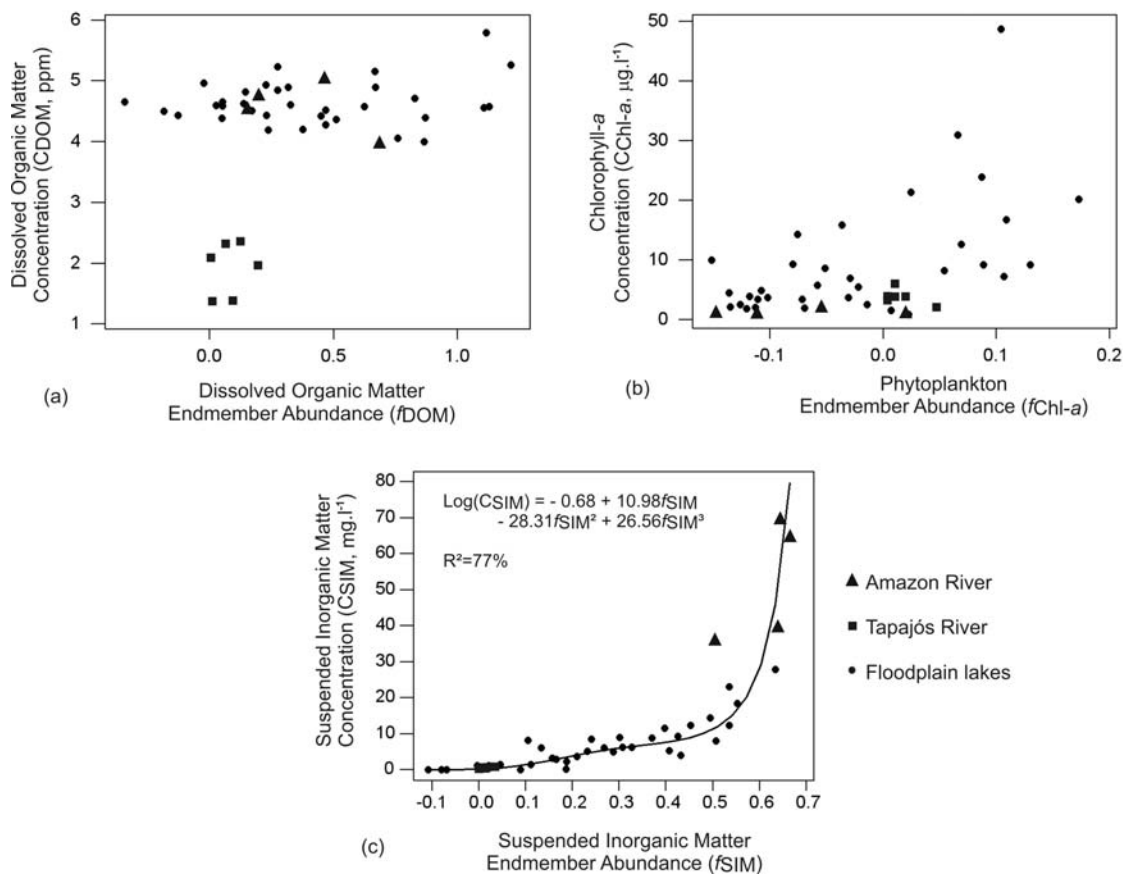 Dissolved Organic Matter
Concentration (CDOM, ppm)
6
5
4
3
2
1
0.0 0.5 1.0
(a)
Dissolved Organic Matter
Endmember Abundance (fDOM)
Chlorophyll-a
Concentration (CChl-a, µg.l⁻¹)
50
40
30
20
10
0
-0.1 0.0 0.1 0.2
(b)
Phytoplankton
Endmember Abundance (fChl-a)
Suspended Inorganic Matter
Concentration (CSIM, mg.l⁻¹)
80
70
60
50
40
30
20
10
0
Log(CSIM) = - 0.68 + 10.98fSIM
- 28.31fSIM² + 26.56fSIM³
R²=77%
-0.1 0.0 0.1 0.2 0.3 0.4 0.5 0.6 0.7
(c)
Suspended Inorganic Matter
Endmember Abundance (fSIM)
Amazon River
Tapajós River
Floodplain lakes